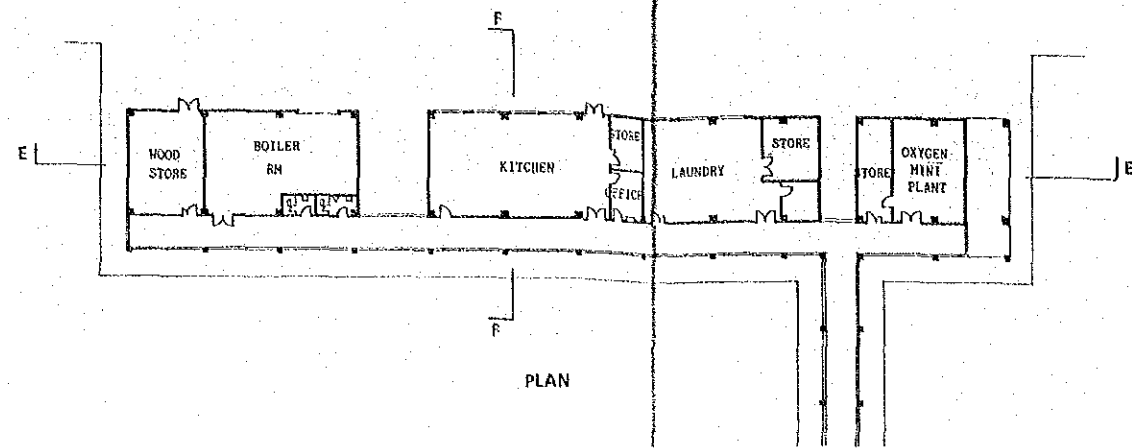 F
E
WOOD
STORE
BOILER
RM
KITCHEN
STORE
OFFICE
LAUNDRY
STORE
STORE
OXYGEN
MINI
PLANT
E
F
PLAN